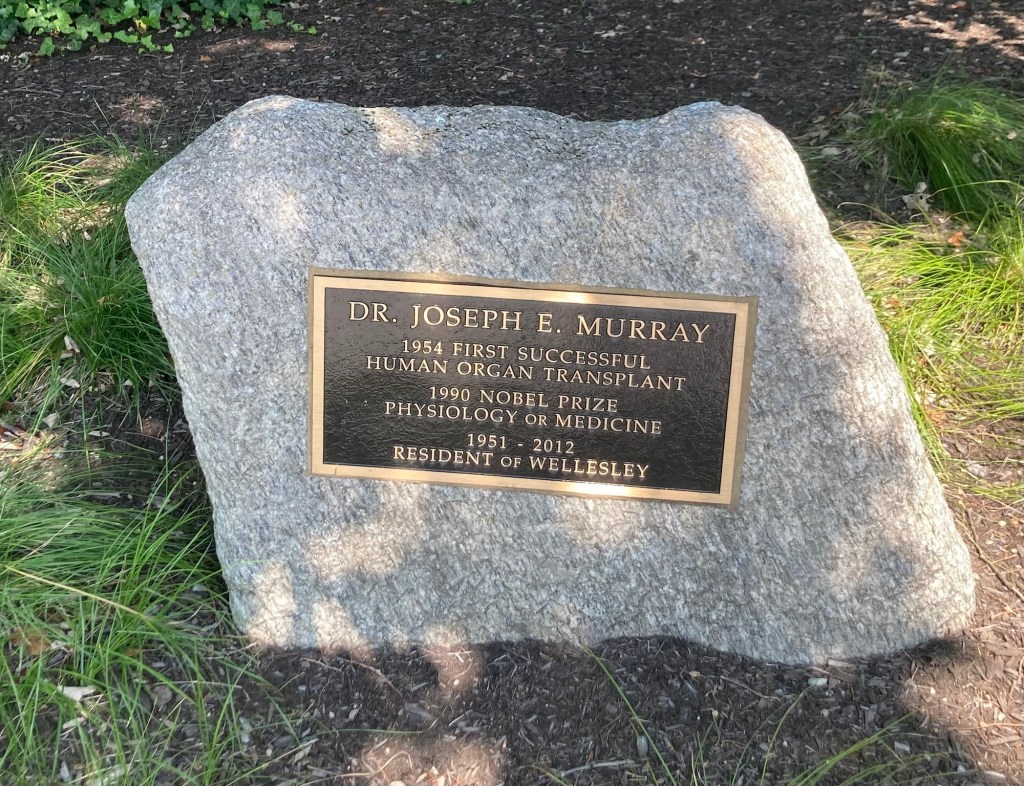 DR. JOSEPH E. MURRAY
1954 FIRST SUCCESSFUL
HUMAN ORGAN TRANSPLANT
1990 NOBEL PRIZE
PHYSIOLOGY OR MEDICINE
1951 - 2012
RESIDENT OF WELLESLEY